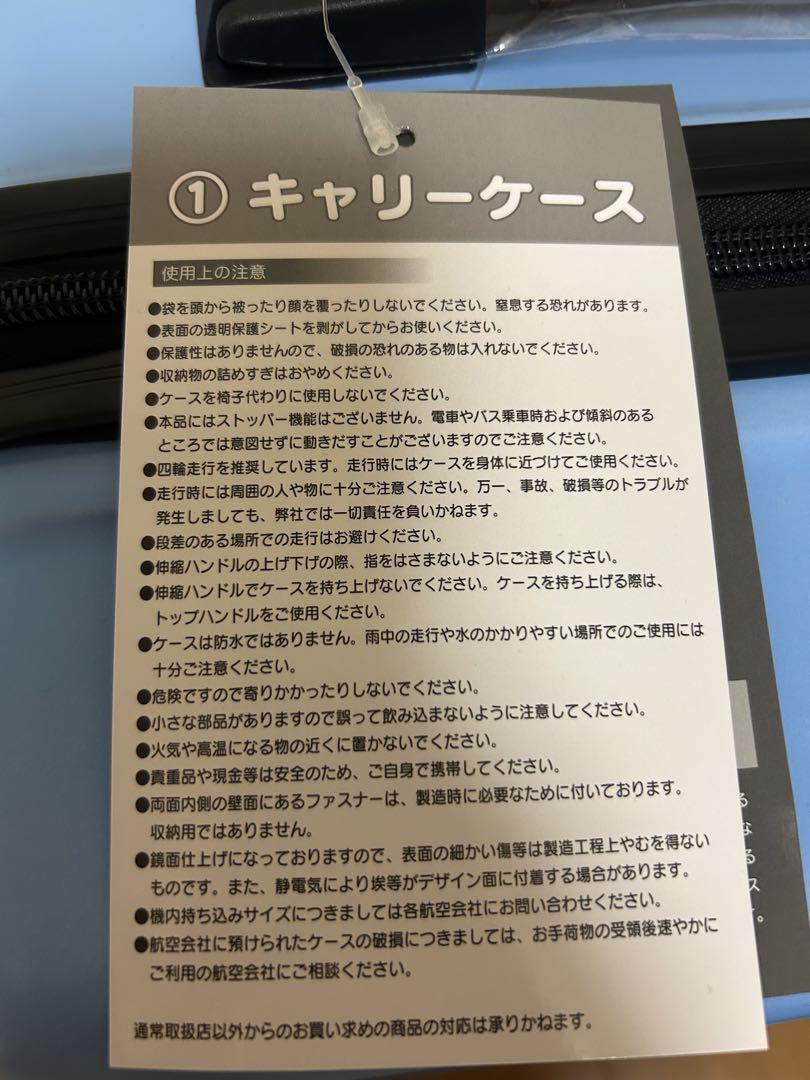 ① キャリーケース
使用上の注意
●袋を頭から被ったり顔を覆ったりしないでください。窒息する恐れがあります。
●表面の透明保護シートを剥がしてからお使いください。
●保護性はありませんので、破損の恐れのある物は入れないでください。
●収納物の詰めすぎはおやめください。
●ケースを椅子代わりに使用しないでください。
●本品にはストッパー機能はございません。電車やバス乗車時および傾斜のある
ところでは意図せずに動きだすことがございますのでご注意ください。
●四輪走行を推奨しています。走行時にはケースを身体に近づけてご使用ください。
●走行時には周囲の人や物に十分ご注意ください。万一、事故、破損等のトラブルが
発生しましても、弊社では一切責任を負いかねます。
●段差のある場所での走行はお避けください。
●伸縮ハンドルの上げ下げの際、指をはさまないようにご注意ください。
●伸縮ハンドルでケースを持ち上げないでください。ケースを持ち上げる際は、
トップハンドルをご使用ください。
●ケースは防水ではありません。雨中の走行や水のかかりやすい場所でのご使用には
十分ご注意ください。
●危険ですので寄りかかったりしないでください。
●小さな部品がありますので誤って飲み込まないように注意してください。
●火気や高温になる物の近くに置かないでください。
●貴重品や現金等は安全のため、ご自身で携帯してください。
●両面内側の壁面にあるファスナーは、製造時に必要なために付いております。
収納用ではありません。
●鏡面仕上げになっておりますので、表面の細かい傷等は製造工程上やむを得ない
ものです。また、静電気により埃等がデザイン面に付着する場合があります。
●機内持ち込みサイズにつきましては各航空会社にお問い合わせください。
●航空会社に預けられたケースの破損につきましては、お手荷物の受領後速やかに
ご利用の航空会社にご相談ください。
通常取扱店以外からのお買い求めの商品の対応は承りかねます。
る
な
る
ス
。